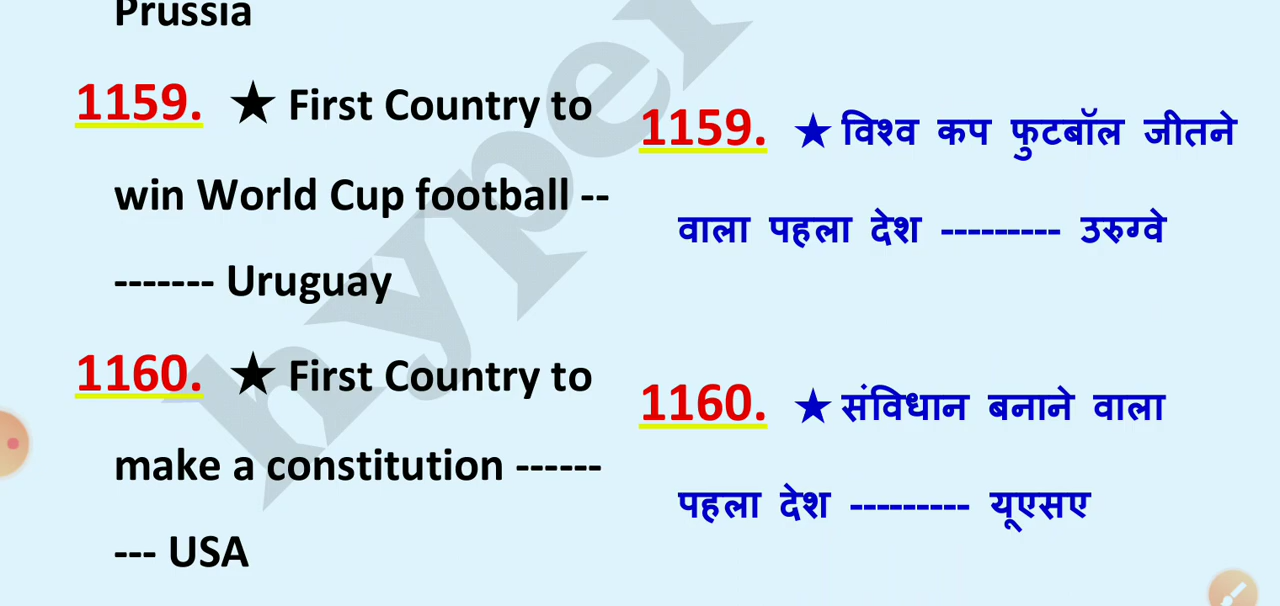 Prussia
1159. ★ First Country to
win World Cup football --
------- Uruguay
1160. ★ First Country to
make a constitution ------
--- USA
1159. ★ विश्व कप फुटबॉल जीतने
वाला पहला देश --------- उरुग्वे
1160. ★ संविधान बनाने वाला
पहला देश --------- यूएसए
hyper